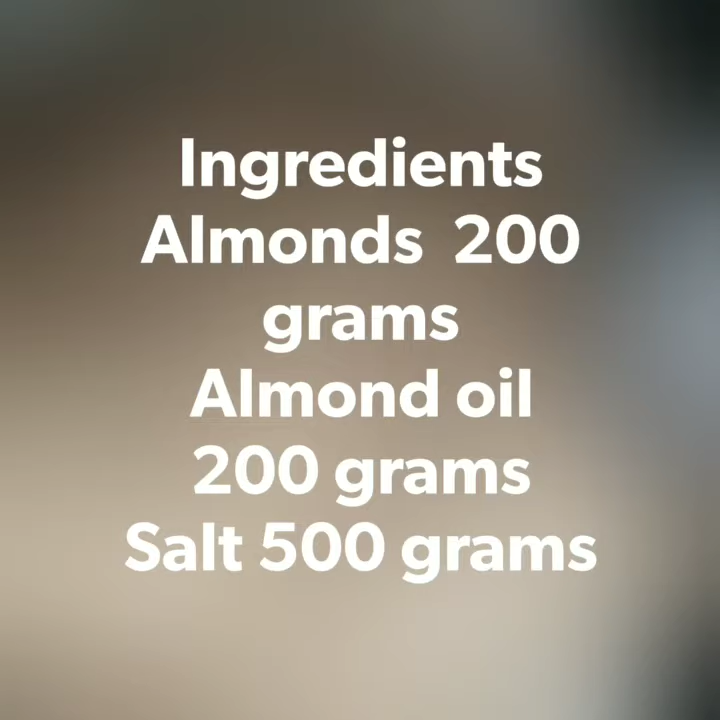 Ingredients
Almonds  200
grams
Almond oil
200 grams
Salt 500 grams